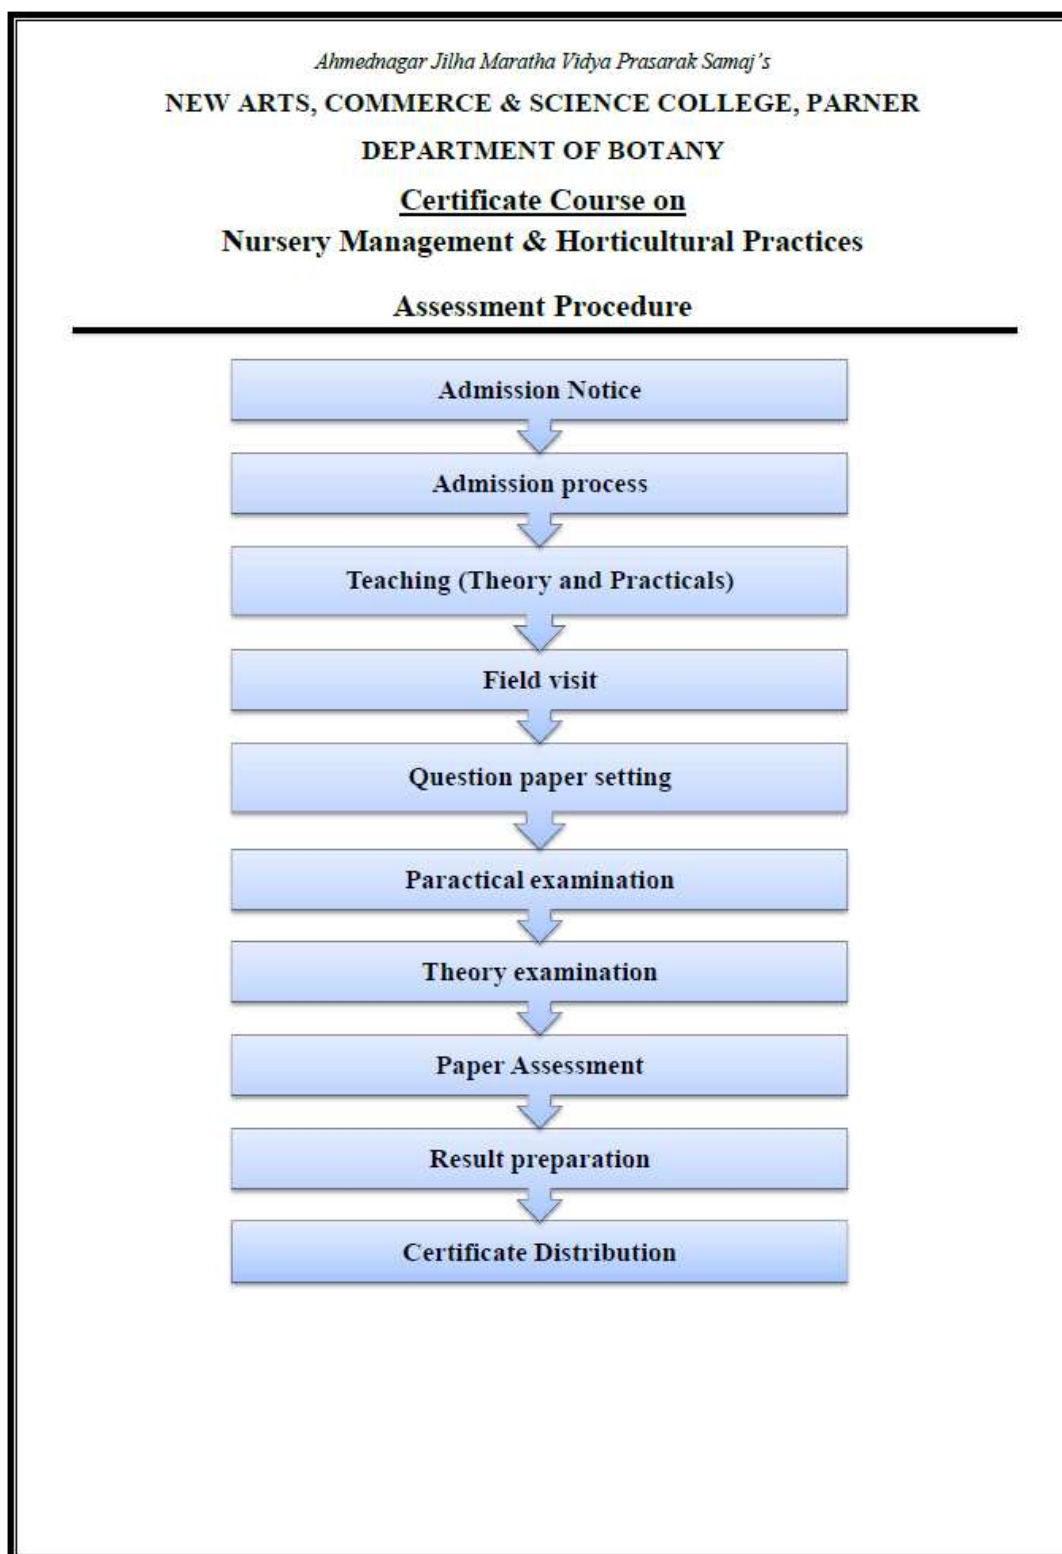 Ahmednagar Jilha Maratha Vidya Prasarak Samaj's
NEW ARTS, COMMERCE & SCIENCE COLLEGE, PARNER
DEPARTMENT OF BOTANY
Certificate Course on
Nursery Management & Horticultural Practices
Assessment Procedure
Admission Notice
Admission process
Teaching (Theory and Practicals)
Field visit
Question paper setting
Paractical examination
Theory examination
Paper Assessment
Result preparation
Certificate Distribution